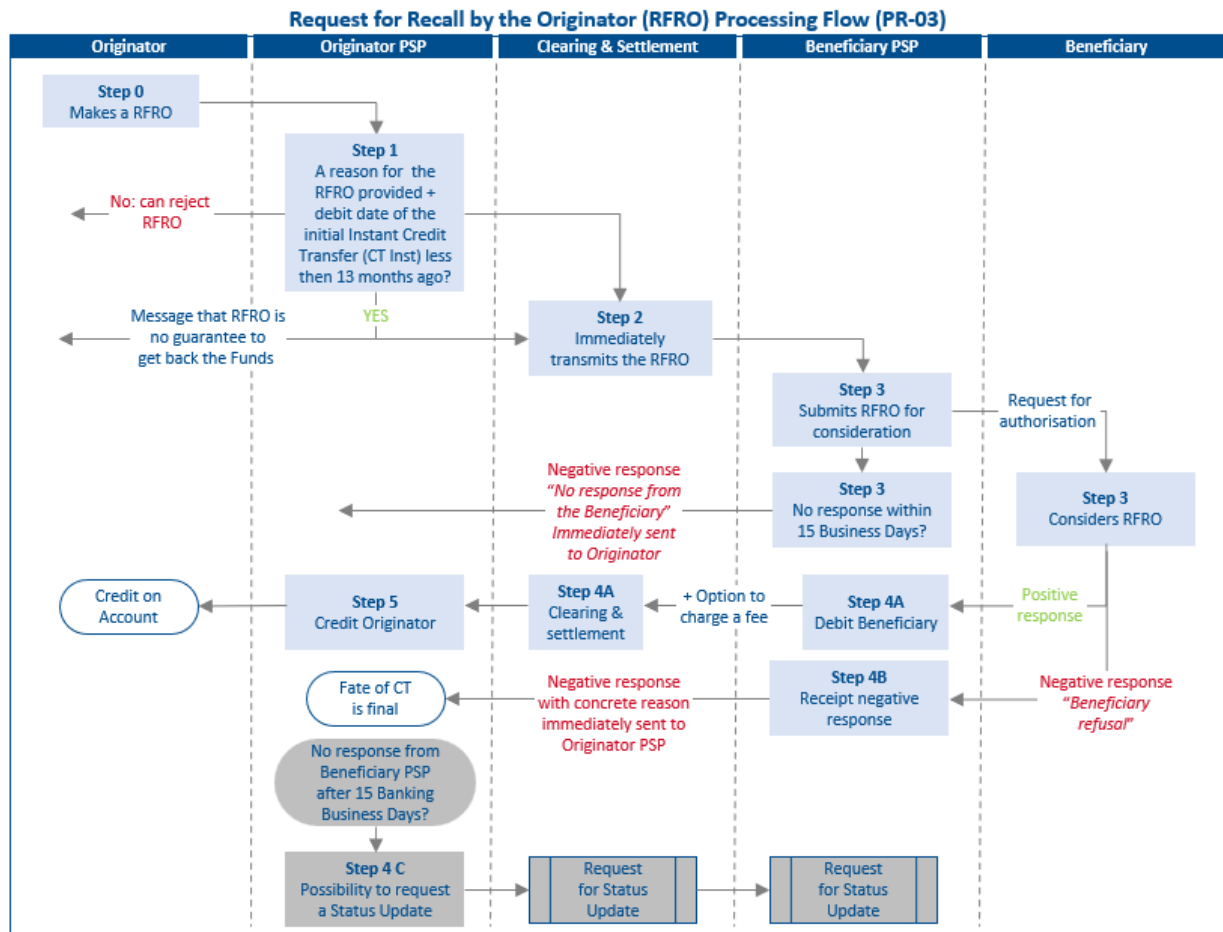 Request for Recall by the Originator (RFRO) Processing Flow (PR-03)
Originator
Originator PSP
Clearing & Settlement
Beneficiary PSP
Beneficiary
Step 0
Makes a RFRO
Step 1
A reason for the
RFRO provided +
debit date of the
initial Instant Credit
Transfer (CT Inst) less
then 13 months ago?
No: can reject
RFRO
Message that RFRO is
no guarantee to
get back the Funds
YES
Step 2
Immediately
transmits the RFRO
Step 3
Submits RFRO for
consideration
Request for
authorisation
Negative response
"No response from
the Beneficiary"
Immediately sent
to Originator
Step 3
No response within
15 Business Days?
Step 3
Considers RFRO
Credit on
Account
Step 5
Credit Originator
Step 4A
Clearing &
settlement
+ Option to
charge a fee
Step 4A
Debit Beneficiary
Positive
response
Fate of CT
is final
Negative response
with concrete reason
immediately sent to
Originator PSP
Step 4B
Receipt negative
response
Negative response
"Beneficiary
refusal"
No response from
Beneficiary PSP
after 15 Banking
Business Days?
Step 4 C
Possibility to request
a Status Update
Request
for Status
Update
Request
for Status
Update